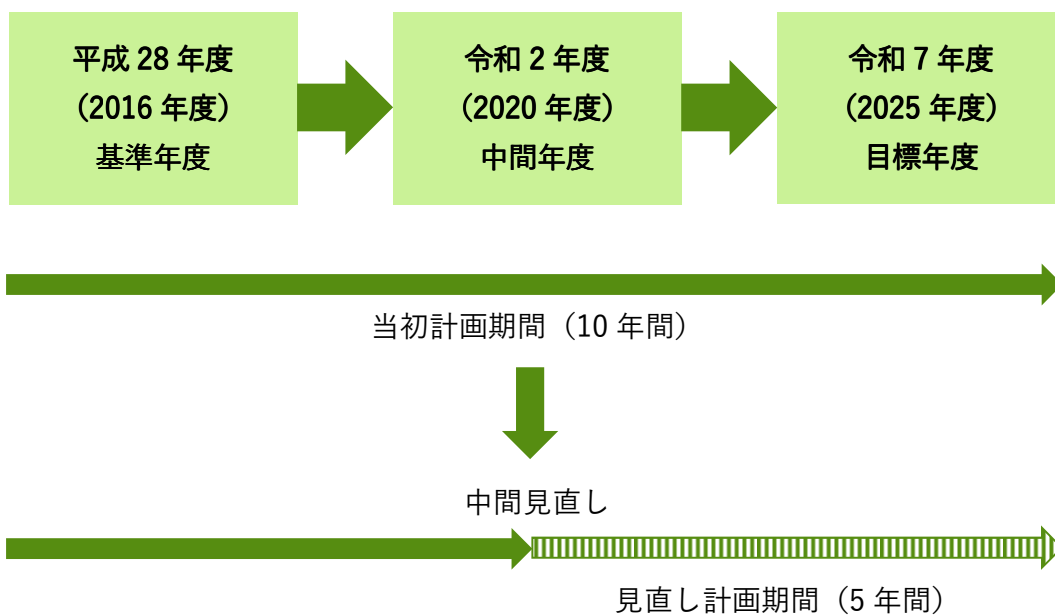 平成 28 年度
（2016 年度）
基準年度
令和 2 年度
（2020 年度）
中間年度
令和 7 年度
（2025 年度）
目標年度
当初計画期間（10 年間）
中間見直し
見直し計画期間（5 年間）